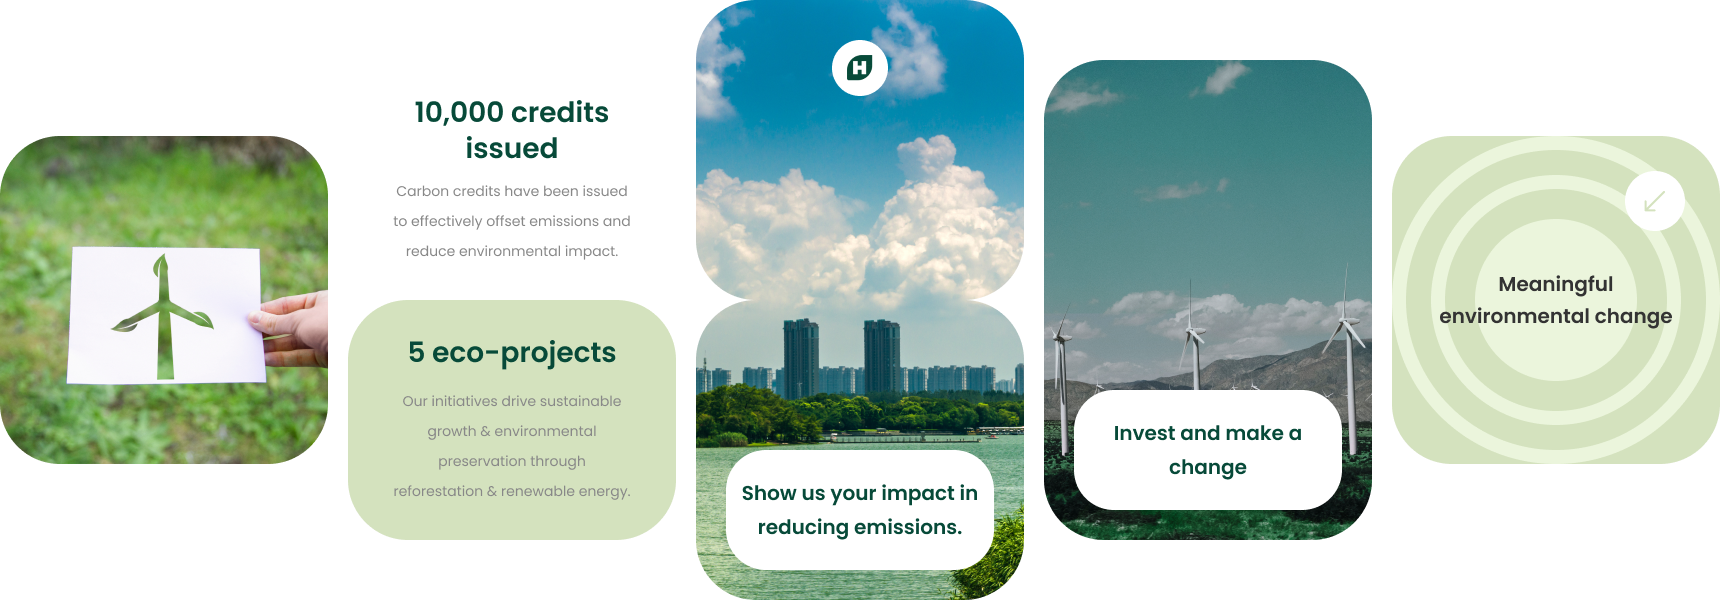 10,000 credits
issued
Carbon credits have been issued
to effectively offset emissions and
reduce environmental impact.
5 eco-projects
Our initiatives drive sustainable
growth & environmental
preservation through
reforestation & renewable energy.
H
Show us your impact in
reducing emissions.
Invest and make a
change
Meaningful
environmental change